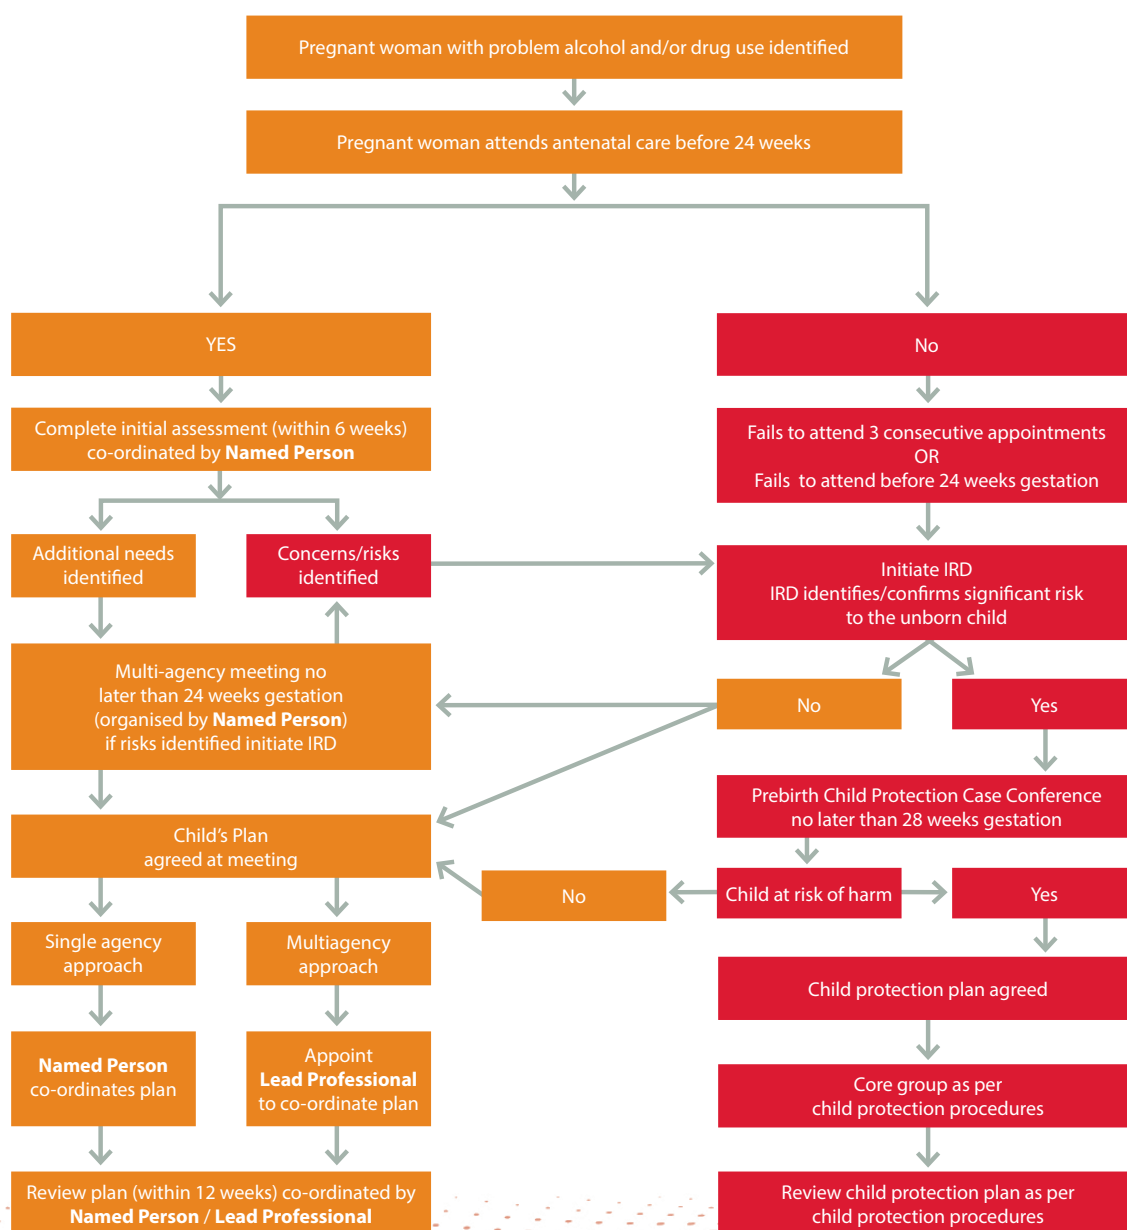 Pregnant woman with problem alcohol and/or drug use identified
Pregnant woman attends antenatal care before 24 weeks
YES
No
Complete initial assessment (within 6 weeks)
co-ordinated by Named Person
Fails to attend 3 consecutive appointments
OR
Fails to attend before 24 weeks gestation
Additional needs
identified
Concerns/risks
identified
Initiate IRD
IRD identifies/confirms significant risk
to the unborn child
Multi-agency meeting no
later than 24 weeks gestation
(organised by Named Person)
if risks identified initiate IRD
No
Yes
Prebirth Child Protection Case Conference
no later than 28 weeks gestation
Child's Plan
agreed at meeting
No
Child at risk of harm
Yes
Single agency
approach
Multiagency
approach
Child protection plan agreed
Named Person
co-ordinates plan
Appoint
Lead Professional
to co-ordinate plan
Core group as per
child protection procedures
Review plan (within 12 weeks) co-ordinated by
Named Person / Lead Professional
Review child protection plan as per
child protection procedures